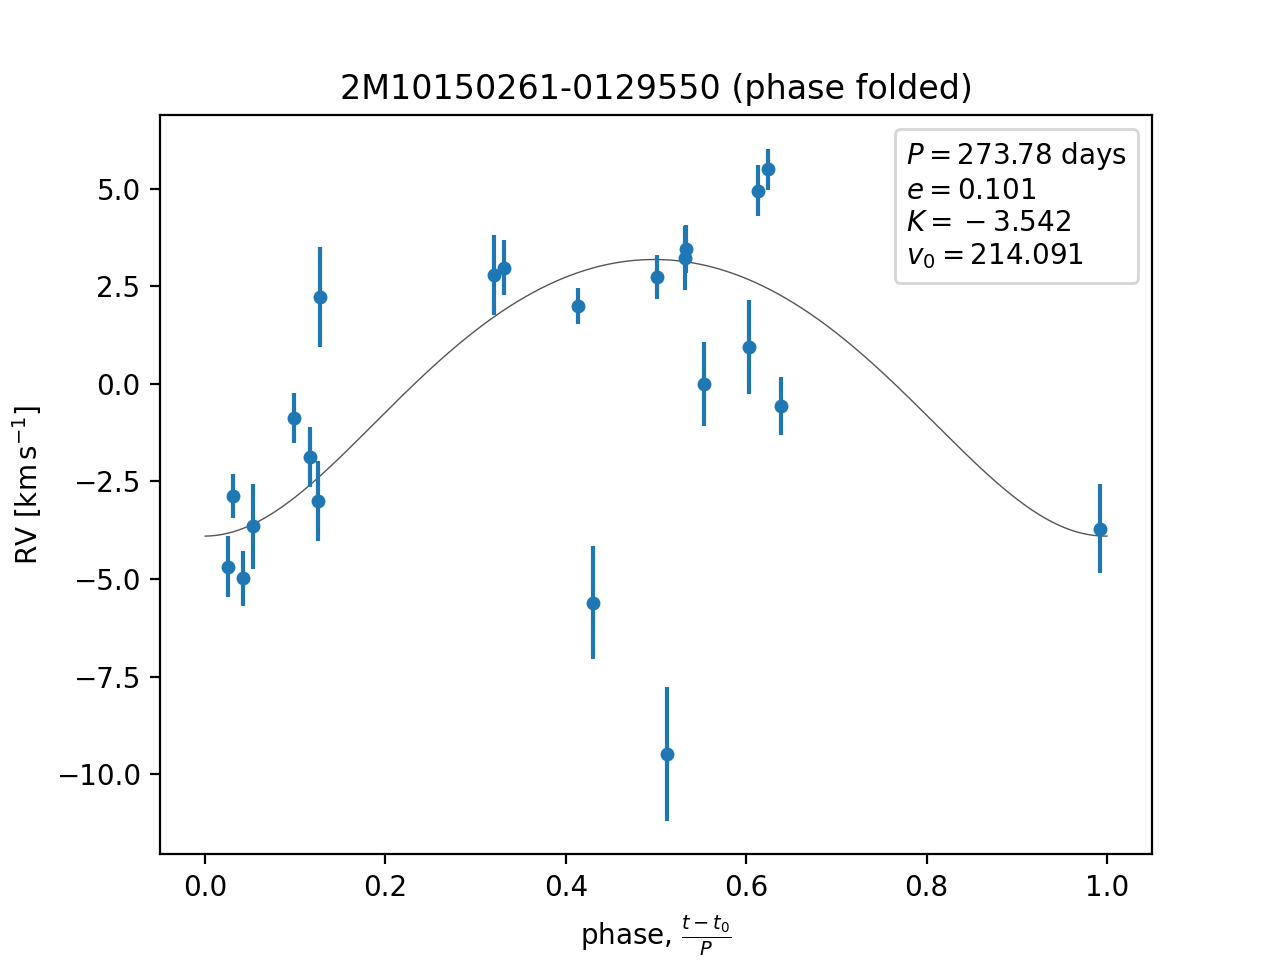 2M10150261-0129550 (phase folded)
P = 273.78 days
e = 0.101
K = −3.542
v₀ = 214.091
5.0
2.5
0.0
−2.5
−5.0
−7.5
−10.0
RV [km s⁻¹]
0.0 0.2 0.4 0.6 0.8 1.0
phase, (t − t₀)/P